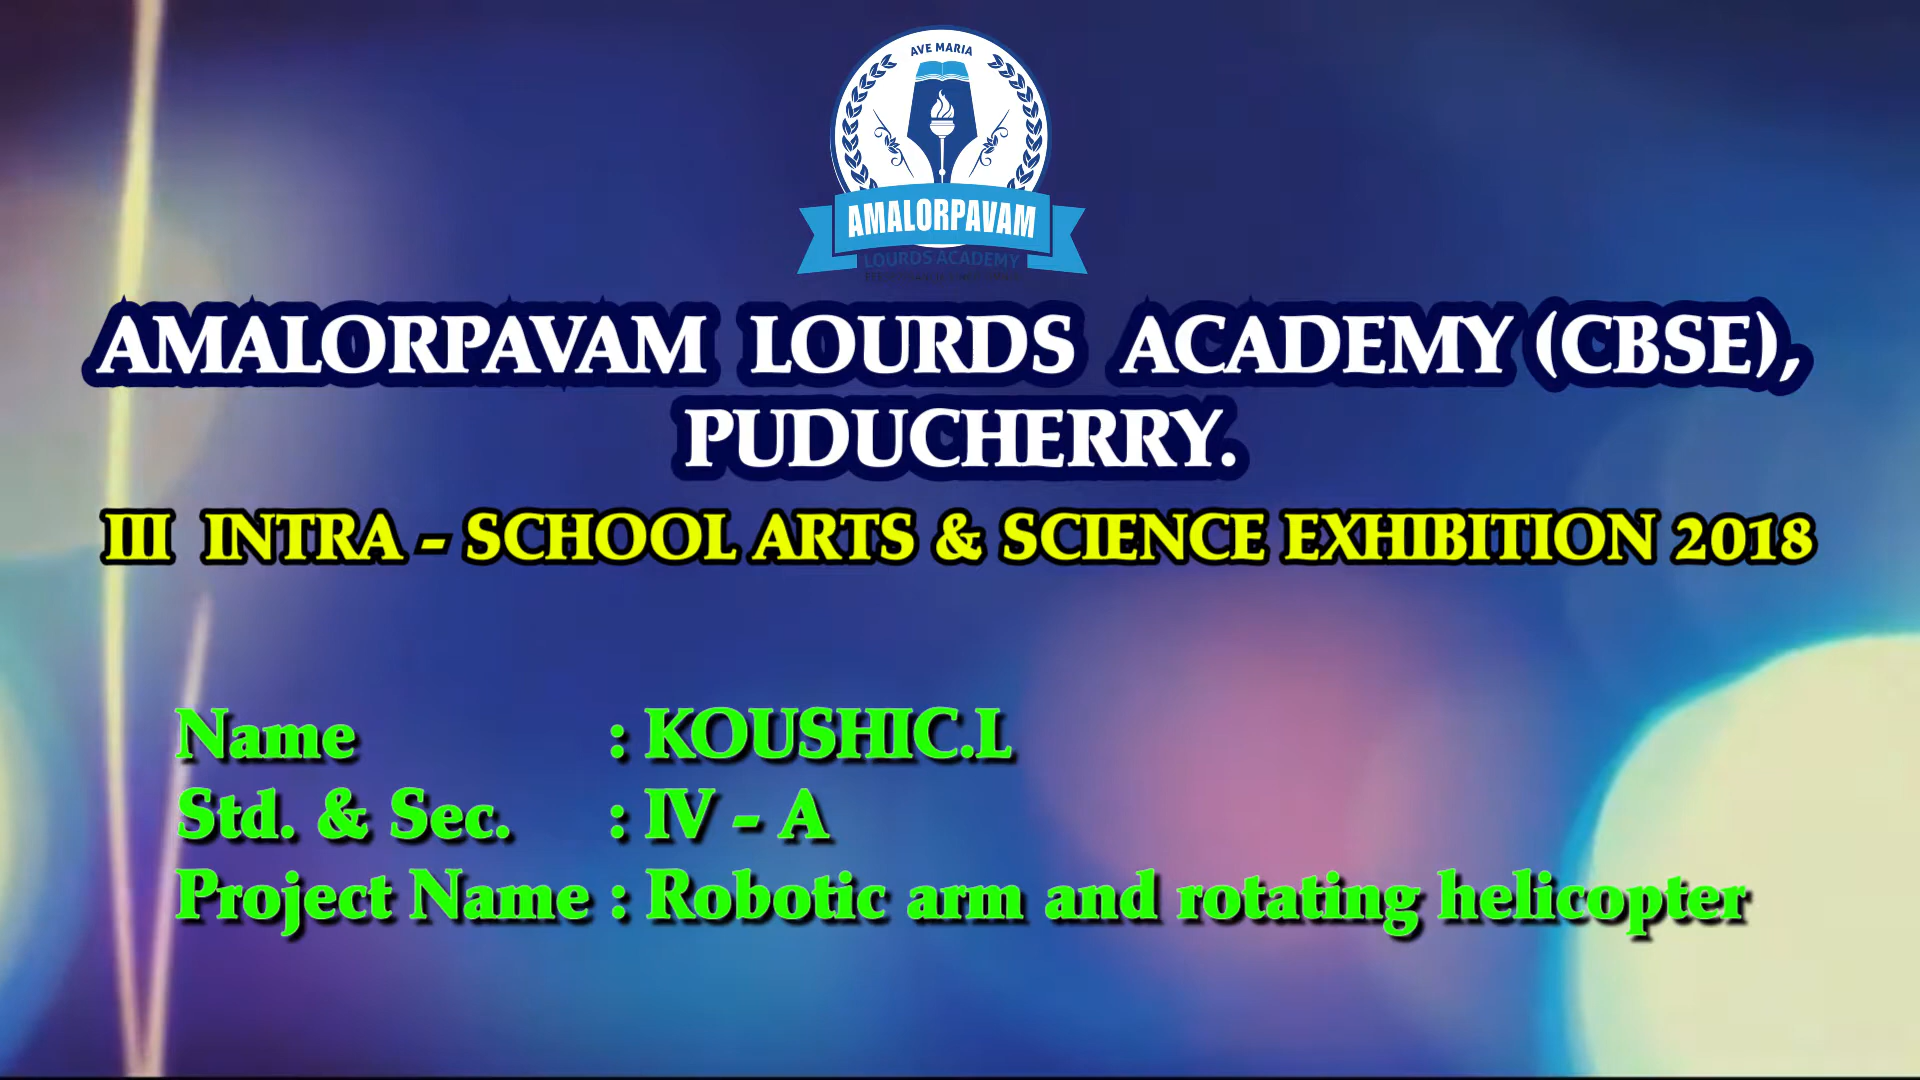 AVE MARIA
AMALORPAVAM
LOURDS ACADEMY
AMALORPAVAM LOURDS ACADEMY (CBSE),
PUDUCHERRY.
III INTRA - SCHOOL ARTS & SCIENCE EXHIBITION 2018
Name : KOUSHIC.L
Std. & Sec. : IV - A
Project Name : Robotic arm and rotating helicopter